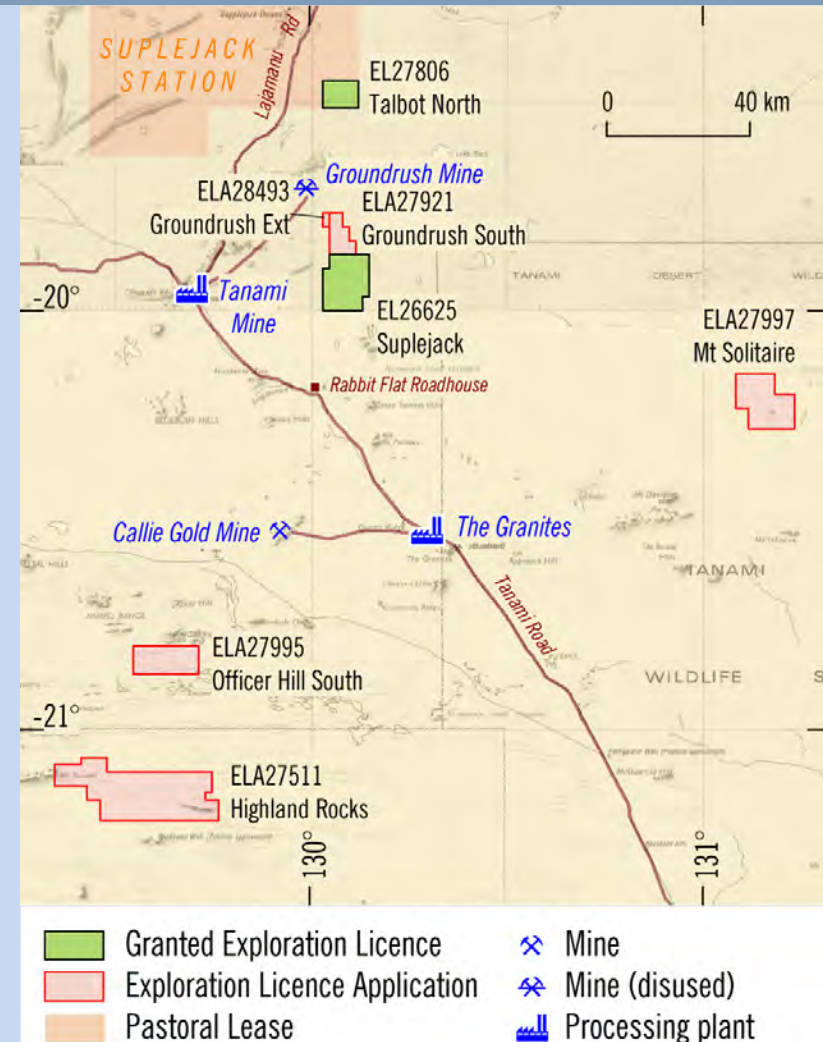 SUPLEJACK
STATION
Lajamanu Rd
EL27806
Talbot North
0 40 km
Groundrush Mine
ELA28493
Groundrush Ext
ELA27921
Groundrush South
TANAMI DESERT
-20°
Tanami
Mine
EL26625
Suplejack
ELA27997
Mt Solitaire
Rabbit Flat Roadhouse
Callie Gold Mine
The Granites
TANAMI
Tanami Road
ELA27995
Officer Hill South
WILDLIFE
-21°
ELA27511
Highland Rocks
130°
131°
Granted Exploration Licence
Mine
Exploration Licence Application
Mine (disused)
Pastoral Lease
Processing plant